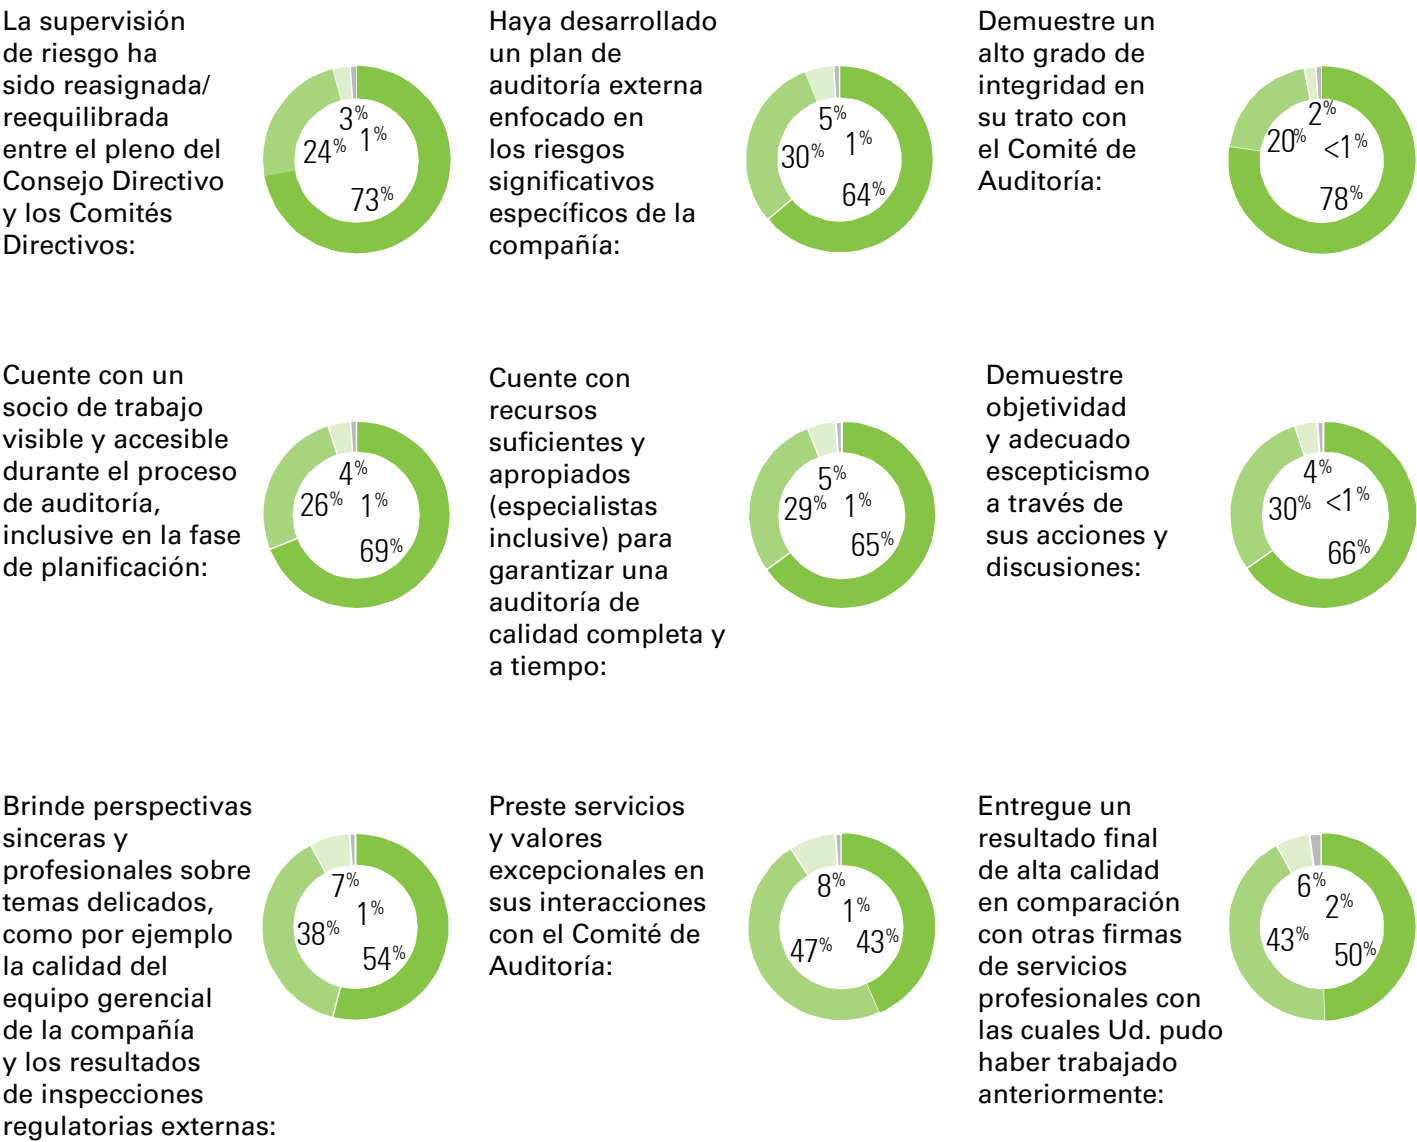 La supervisión
de riesgo ha
sido reasignada/
reequilibrada
entre el pleno del
Consejo Directivo
y los Comités
Directivos:
3%
24%
1%
73%
Haya desarrollado
un plan de
auditoría externa
enfocado en
los riesgos
significativos
específicos de la
compañía:
5%
30%
1%
64%
Demuestre un
alto grado de
integridad en
su trato con
el Comité de
Auditoría:
2%
20%
<1%
78%
Cuente con un
socio de trabajo
visible y accesible
durante el proceso
de auditoría,
inclusive en la fase
de planificación:
4%
26%
1%
69%
Cuente con
recursos
suficientes y
apropiados
(especialistas
inclusive) para
garantizar una
auditoría de
calidad completa y
a tiempo:
5%
29%
1%
65%
Demuestre
objetividad
y adecuado
escepticismo
a través de
sus acciones y
discusiones:
4%
30%
<1%
66%
Brinde perspectivas
sinceras y
profesionales sobre
temas delicados,
como por ejemplo
la calidad del
equipo gerencial
de la compañía
y los resultados
de inspecciones
regulatorias externas:
7%
38%
1%
54%
Preste servicios
y valores
excepcionales en
sus interacciones
con el Comité de
Auditoría:
8%
47%
1%
43%
Entregue un
resultado final
de alta calidad
en comparación
con otras firmas
de servicios
profesionales con
las cuales Ud. pudo
haber trabajado
anteriormente:
6%
43%
2%
50%